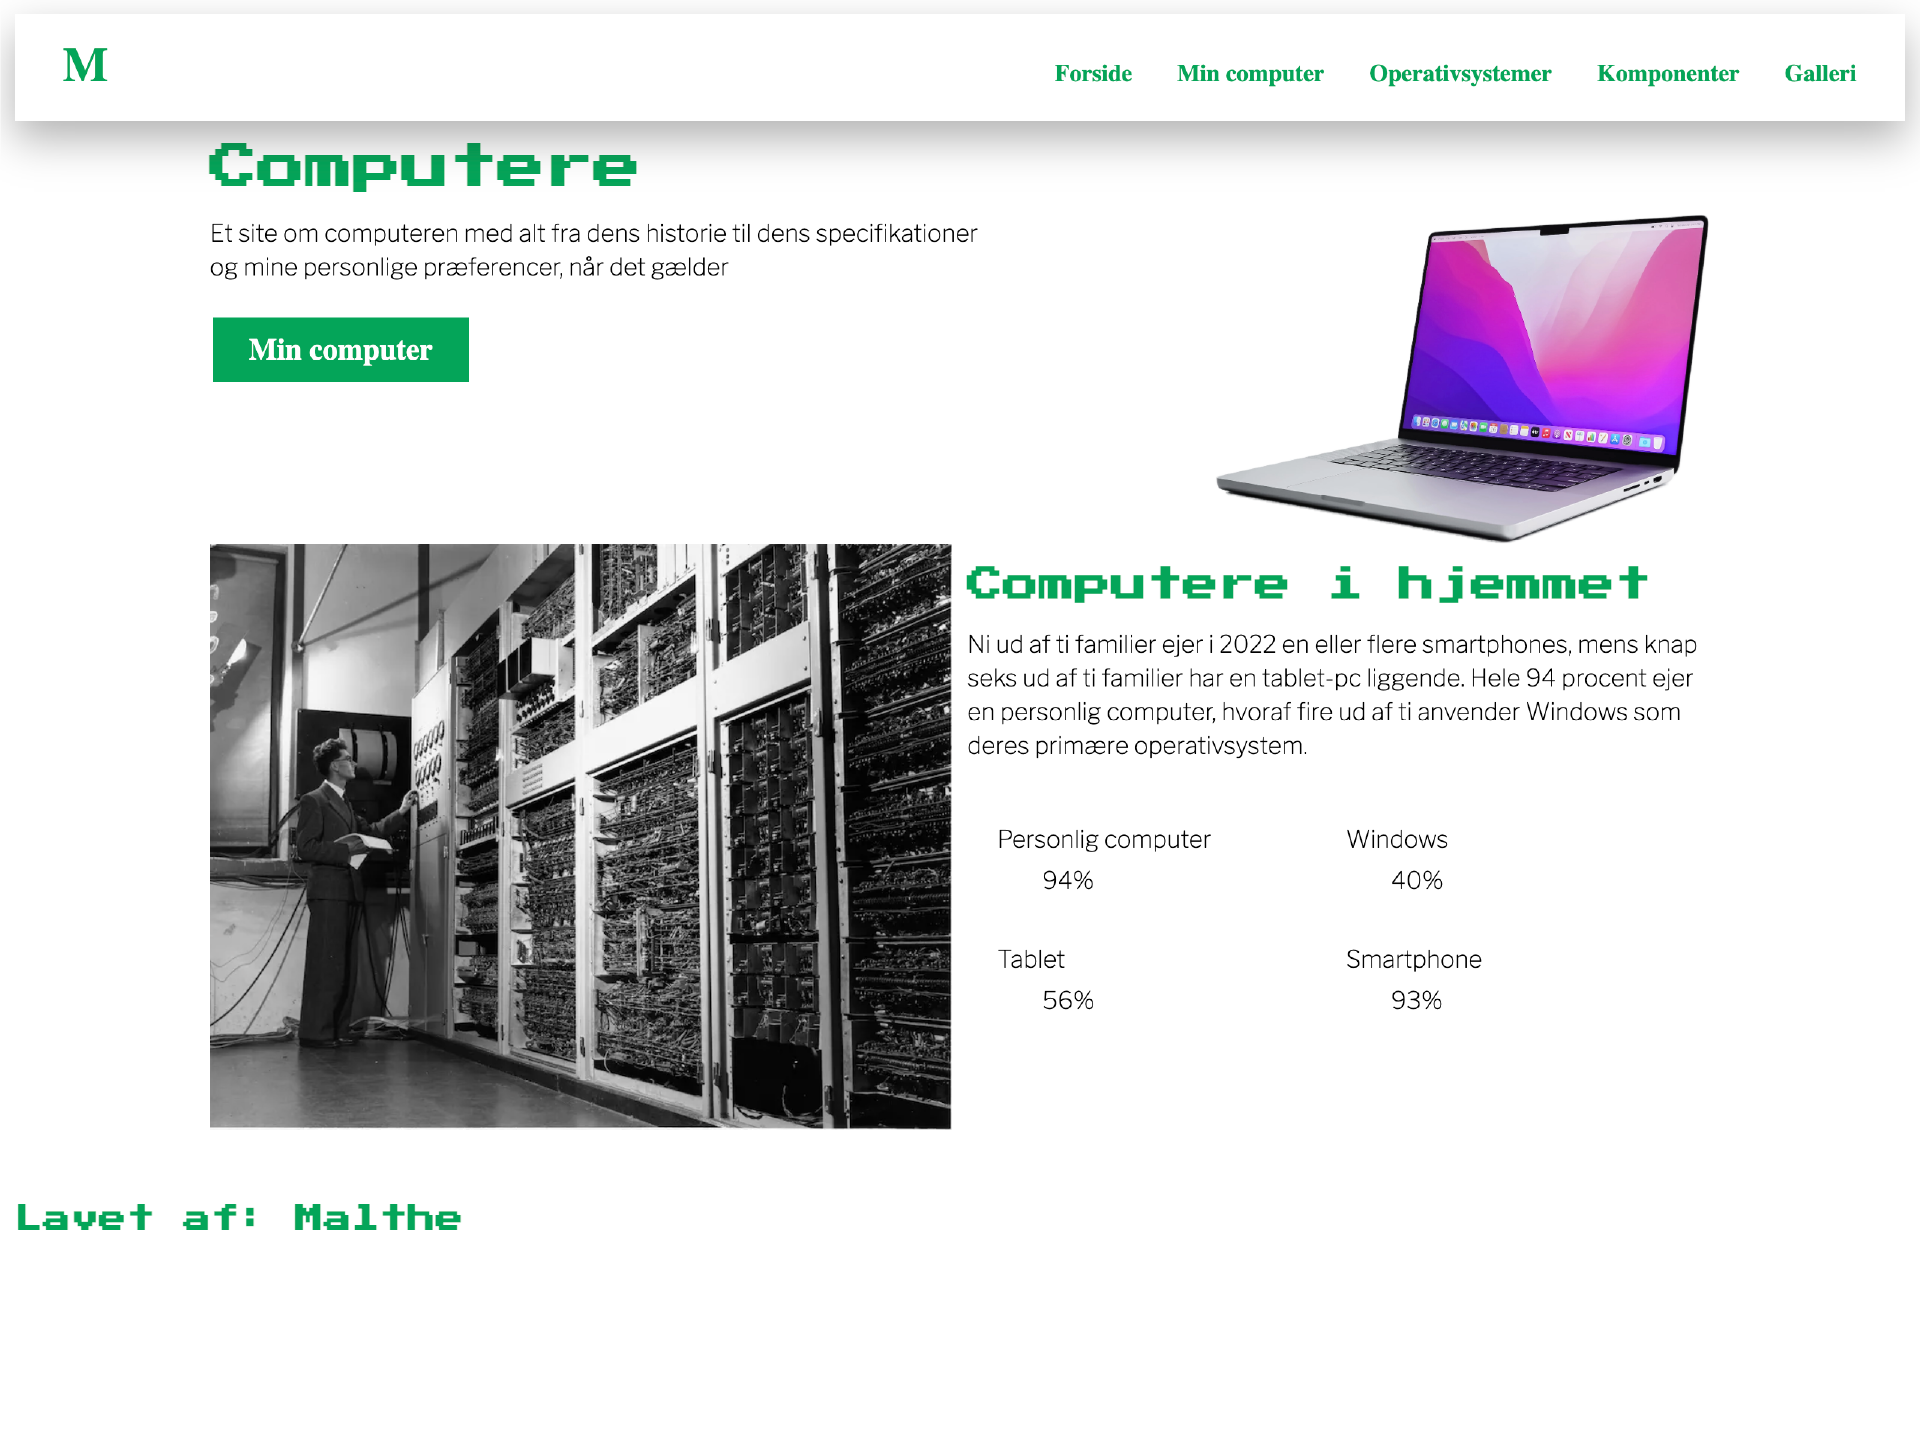 M
Forside
Min computer
Operativsystemer
Komponenter
Galleri
Computere
Et site om computeren med alt fra dens historie til dens specifikationer
og mine personlige præferencer, når det gælder
Min computer
Computere i hjemmet
Ni ud af ti familier ejer i 2022 en eller flere smartphones, mens knap
seks ud af ti familier har en tablet-pc liggende. Hele 94 procent ejer
en personlig computer, hvoraf fire ud af ti anvender Windows som
deres primære operativsystem.
Personlig computer
94%
Windows
40%
Tablet
56%
Smartphone
93%
Lavet af: Malthe